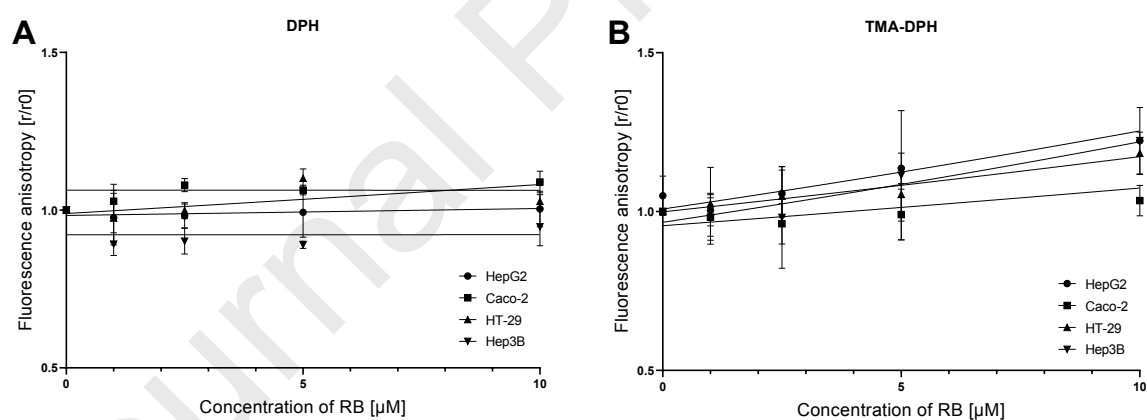 A
DPH
Fluorescence anisotropy [r/r0]
1.5
1.0
0.5
0
5
10
Concentration of RB [µM]
HepG2
Caco-2
HT-29
Hep3B
B
TMA-DPH
Fluorescence anisotropy [r/r0]
1.5
1.0
0.5
0
5
10
Concentration of RB [µM]
HepG2
Caco-2
HT-29
Hep3B
urnal P